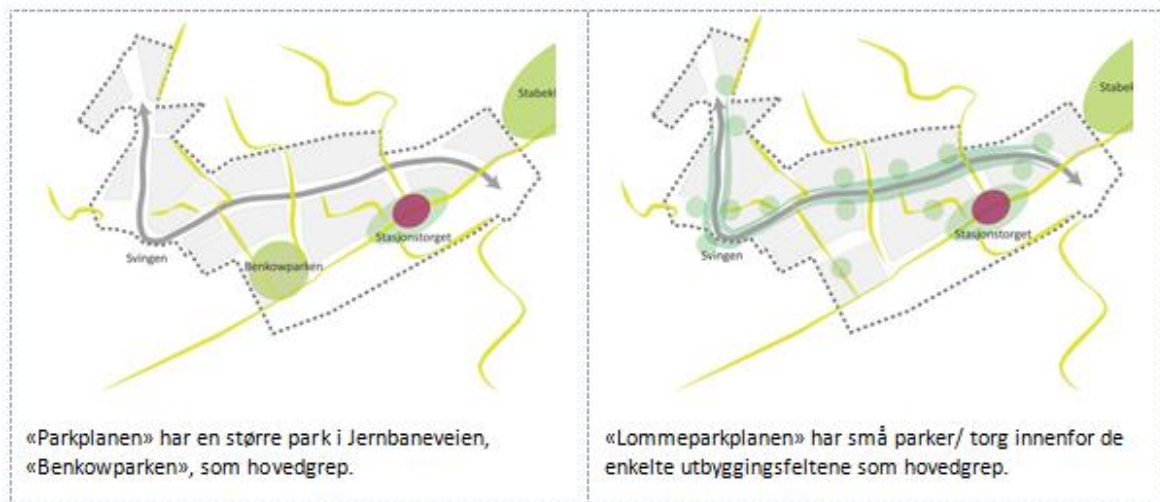 Stabekk
Stasjonstorget
Svingen
Benkowparken
«Parkplanen» har en større park i Jernbaneveien,
«Benkowparken», som hovedgrep.
Stabekk
Stasjonstorget
Svingen
«Lommeparkplanen» har små parker/ torg innenfor de
enkelte utbyggingsfeltene som hovedgrep.